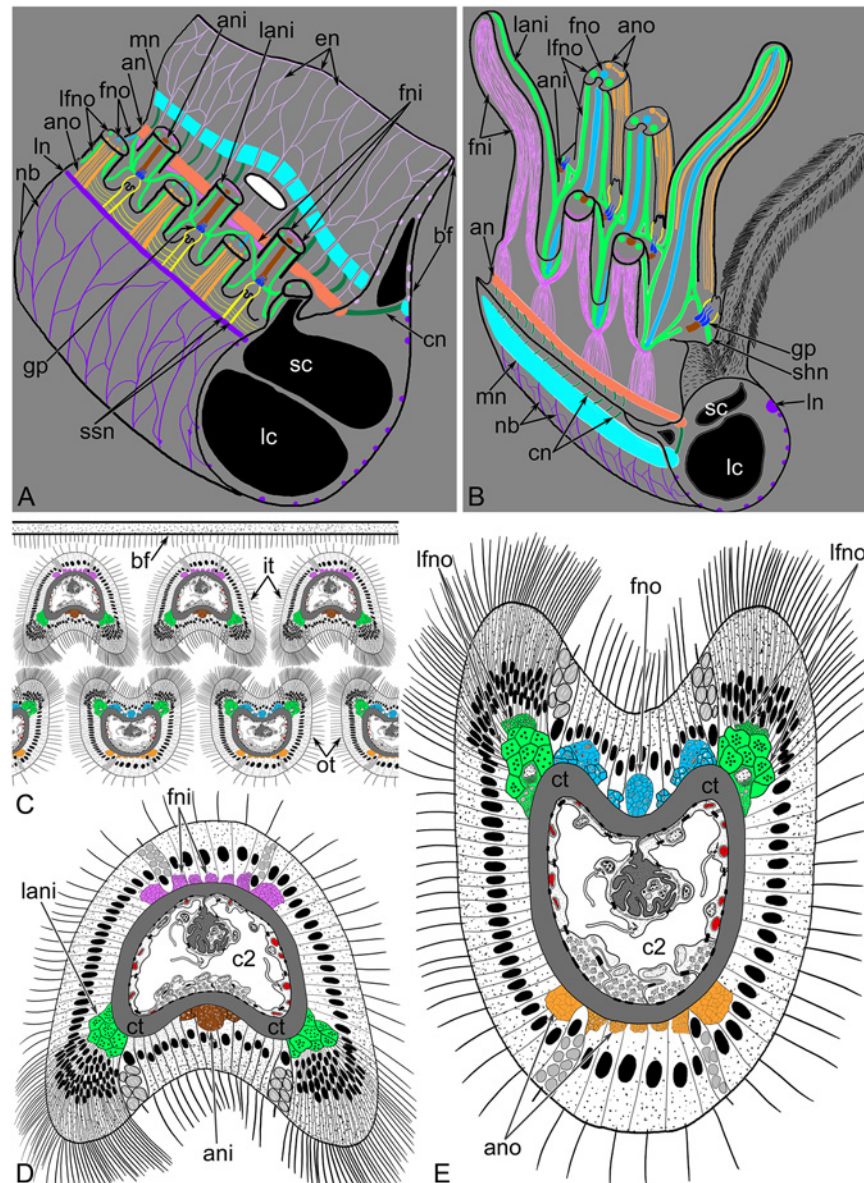 ani
lani
en
mn
an
fno
lfno
ano
ln
nb
fni
bf
cn
gp
ssn
sc
lc
A
lani
lfno
fno
ano
ani
fni
an
mn
nb
cn
gp
shn
ln
sc
lc
B
bf
it
ot
C
lfno
fno
lfno
ct
ct
c2
ano
E
fni
lani
c2
ct
ct
ani
D